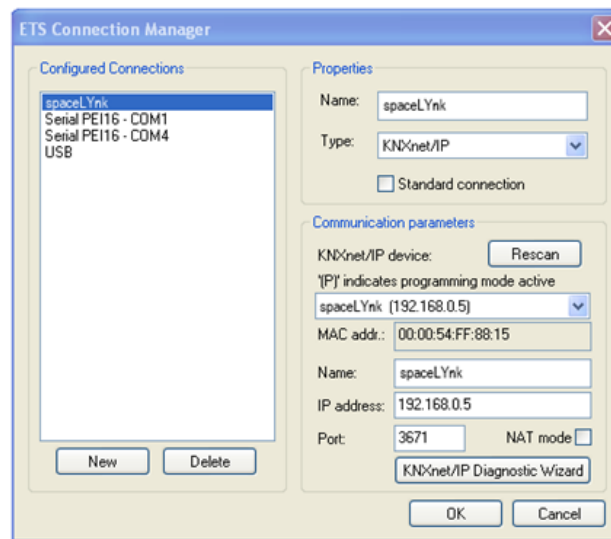 ETS Connection Manager
Configured Connections
spaceLYnk
Serial PEI16 - COM1
Serial PEI16 - COM4
USB
New
Delete
Properties
Name: spaceLYnk
Type: KNXnet/IP
Standard connection
Communication parameters
KNXnet/IP device: Rescan
'(P)' indicates programming mode active
spaceLYnk (192.168.0.5)
MAC addr.: 00:00:54:FF:88:15
Name: spaceLYnk
IP address: 192.168.0.5
Port: 3671 NAT mode
KNXnet/IP Diagnostic Wizard
OK Cancel